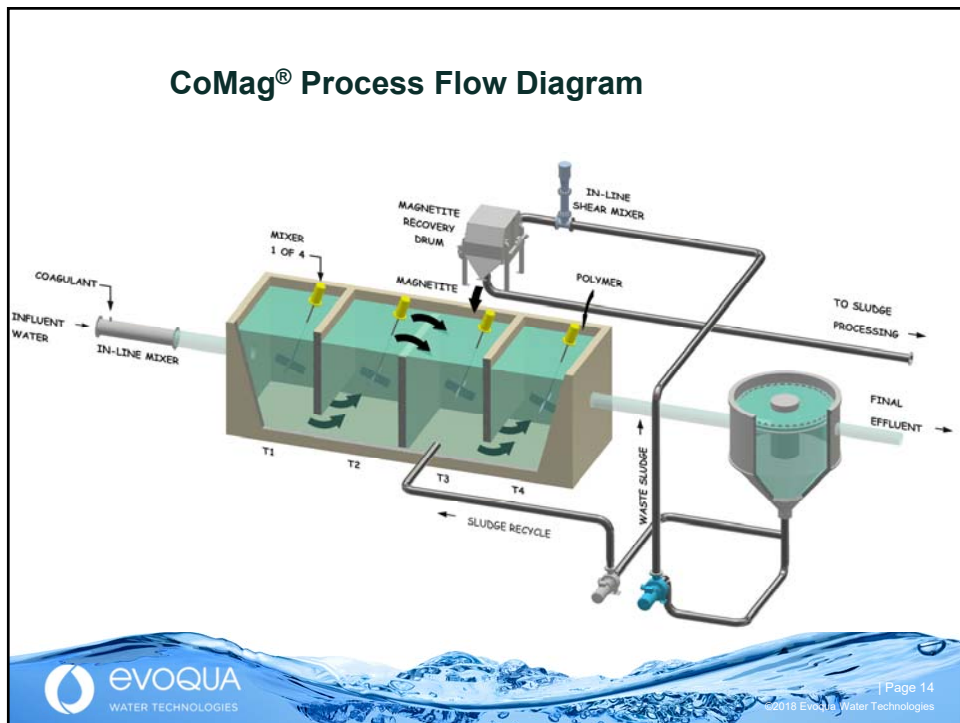 CoMag® Process Flow Diagram
IN-LINE
SHEAR MIXER
MAGNETITE
RECOVERY
DRUM
MIXER
1 OF 4
MAGNETITE
POLYMER
COAGULANT
INFLUENT
WATER
IN-LINE MIXER
TO SLUDGE
PROCESSING
FINAL
EFFLUENT
T1
T2
T3
T4
WASTE SLUDGE
SLUDGE RECYCLE
evoqua
WATER TECHNOLOGIES
| Page 14
©2018 Evoqua Water Technologies